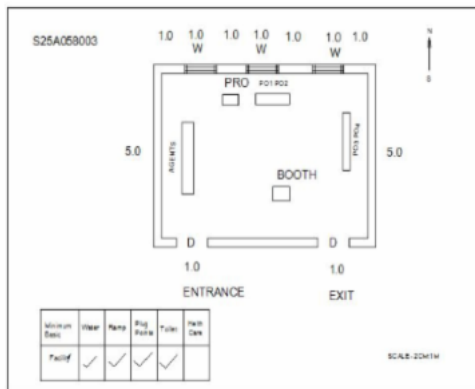 1.0 1.0 1.0 1.0 1.0 1.0 1.0
W W W
N
S25A058003
S
PRO PO1 PO2
5.0
AGENTS
PO3 PO4
5.0
BOOTH
D D
1.0 1.0
ENTRANCE EXIT
Minimum Basic Facility
Water Ramp Plug Points Toilet
Care
SCALE-2CM:1M